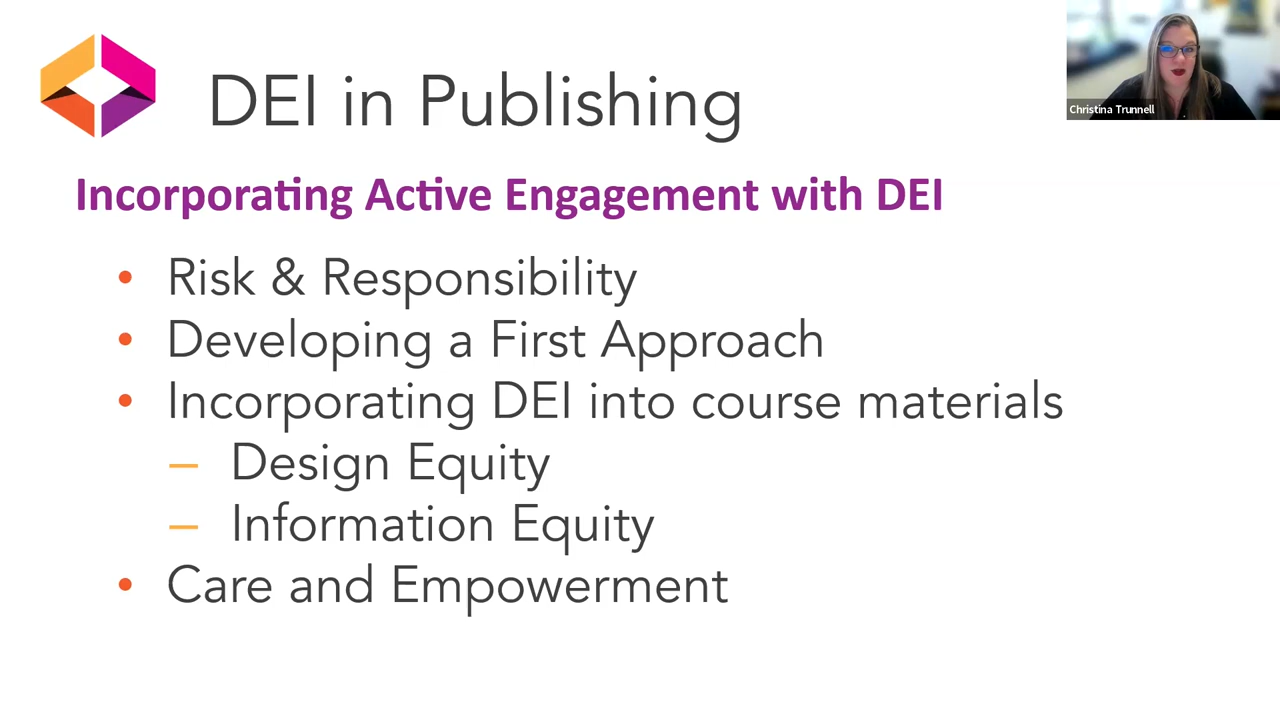 DEI in Publishing
Christina Trunnell
Incorporating Active Engagement with DEI
• Risk & Responsibility
• Developing a First Approach
• Incorporating DEI into course materials
– Design Equity
– Information Equity
• Care and Empowerment